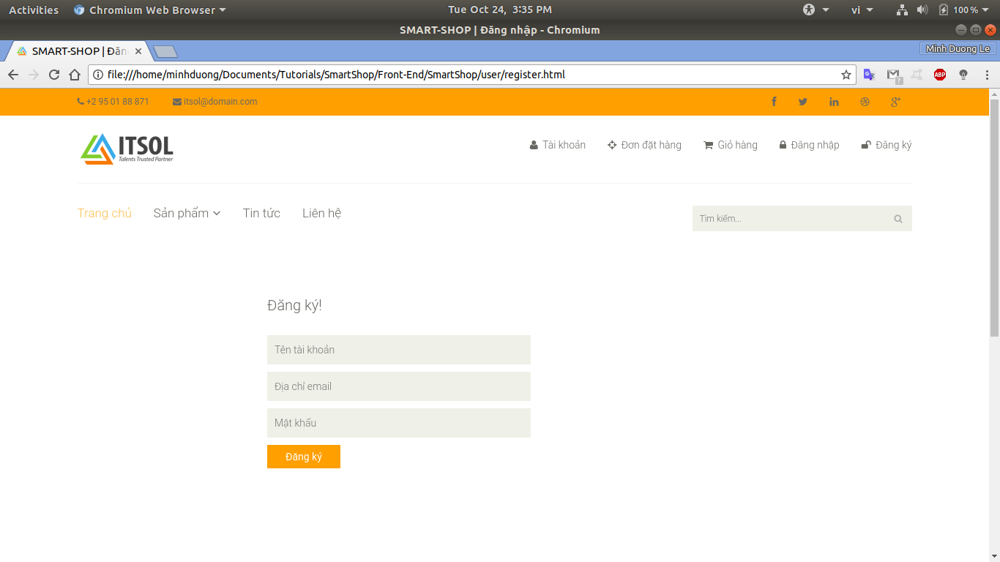 Activities Chromium Web Browser Tue Oct 24, 3:35 PM vi 100 %
SMART-SHOP | Đăng nhập - Chromium
SMART-SHOP | Đăn Minh Duong Le
file:///home/minhduong/Documents/Tutorials/SmartShop/Front-End/SmartShop/user/register.html ABP
+2 95 01 88 871 itsol@domain.com
ITSOL
Talents Trusted Partner
Tài khoản Đơn đặt hàng Giỏ hàng Đăng nhập Đăng ký
Trang chủ Sản phẩm Tin tức Liên hệ
Tìm kiếm...
Đăng ký!
Tên tài khoản
Địa chỉ email
Mật khẩu
Đăng ký